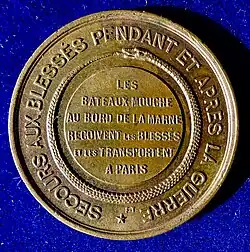 SECOURS AUX BLESSÉS PENDANT ET APRÈS LA GUERRE
LES
BATEAUX-MOUCHE
AU BORD DE LA MARNE
REÇOIVENT LES BLESSÉS
ET LES TRANSPORTENT
A PARIS